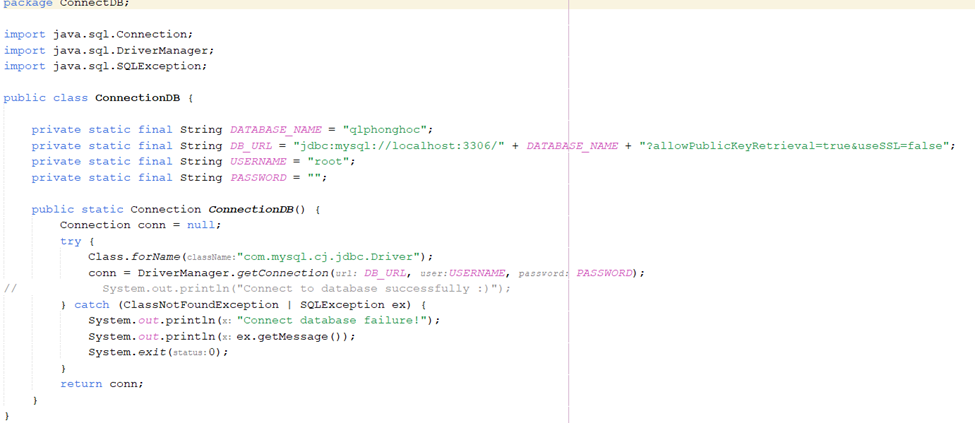 package ConnectDB;
import java.sql.Connection;
import java.sql.DriverManager;
import java.sql.SQLException;
public class ConnectionDB {
private static final String DATABASE_NAME = "qlphonghoc";
private static final String DB_URL = "jdbc:mysql://localhost:3306/" + DATABASE_NAME + "?allowPublicKeyRetrieval=true&useSSL=false";
private static final String USERNAME = "root";
private static final String PASSWORD = "";
public static Connection ConnectionDB() {
Connection conn = null;
try {
Class.forName(className:"com.mysql.cj.jdbc.Driver");
conn = DriverManager.getConnection(url: DB_URL, user:USERNAME, password: PASSWORD);
// System.out.println("Connect to database successfully :)");
} catch (ClassNotFoundException | SQLException ex) {
System.out.println(x: "Connect database failure!");
System.out.println(x: ex.getMessage());
System.exit(status:0);
}
return conn;
}
}